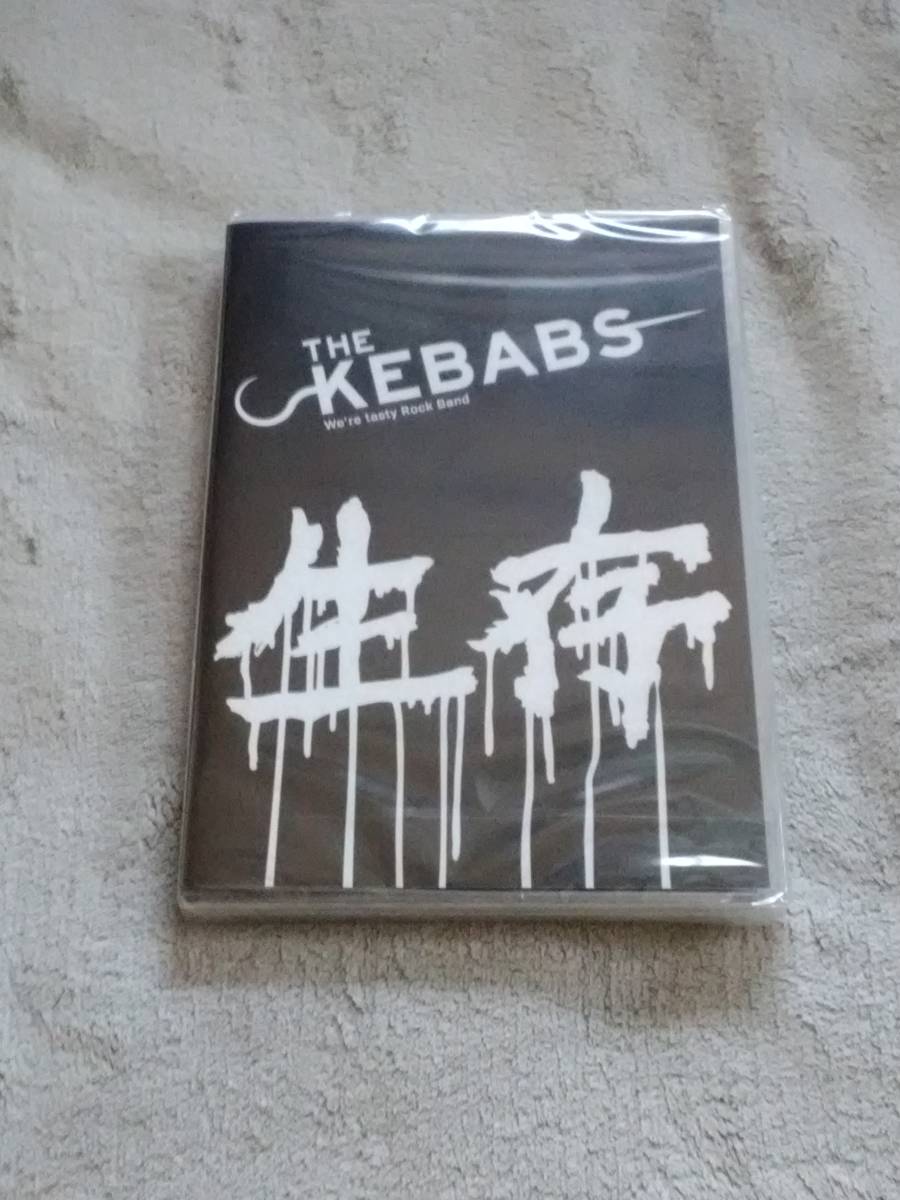 THE
KEBABS
We're tasty Rock Band
生存